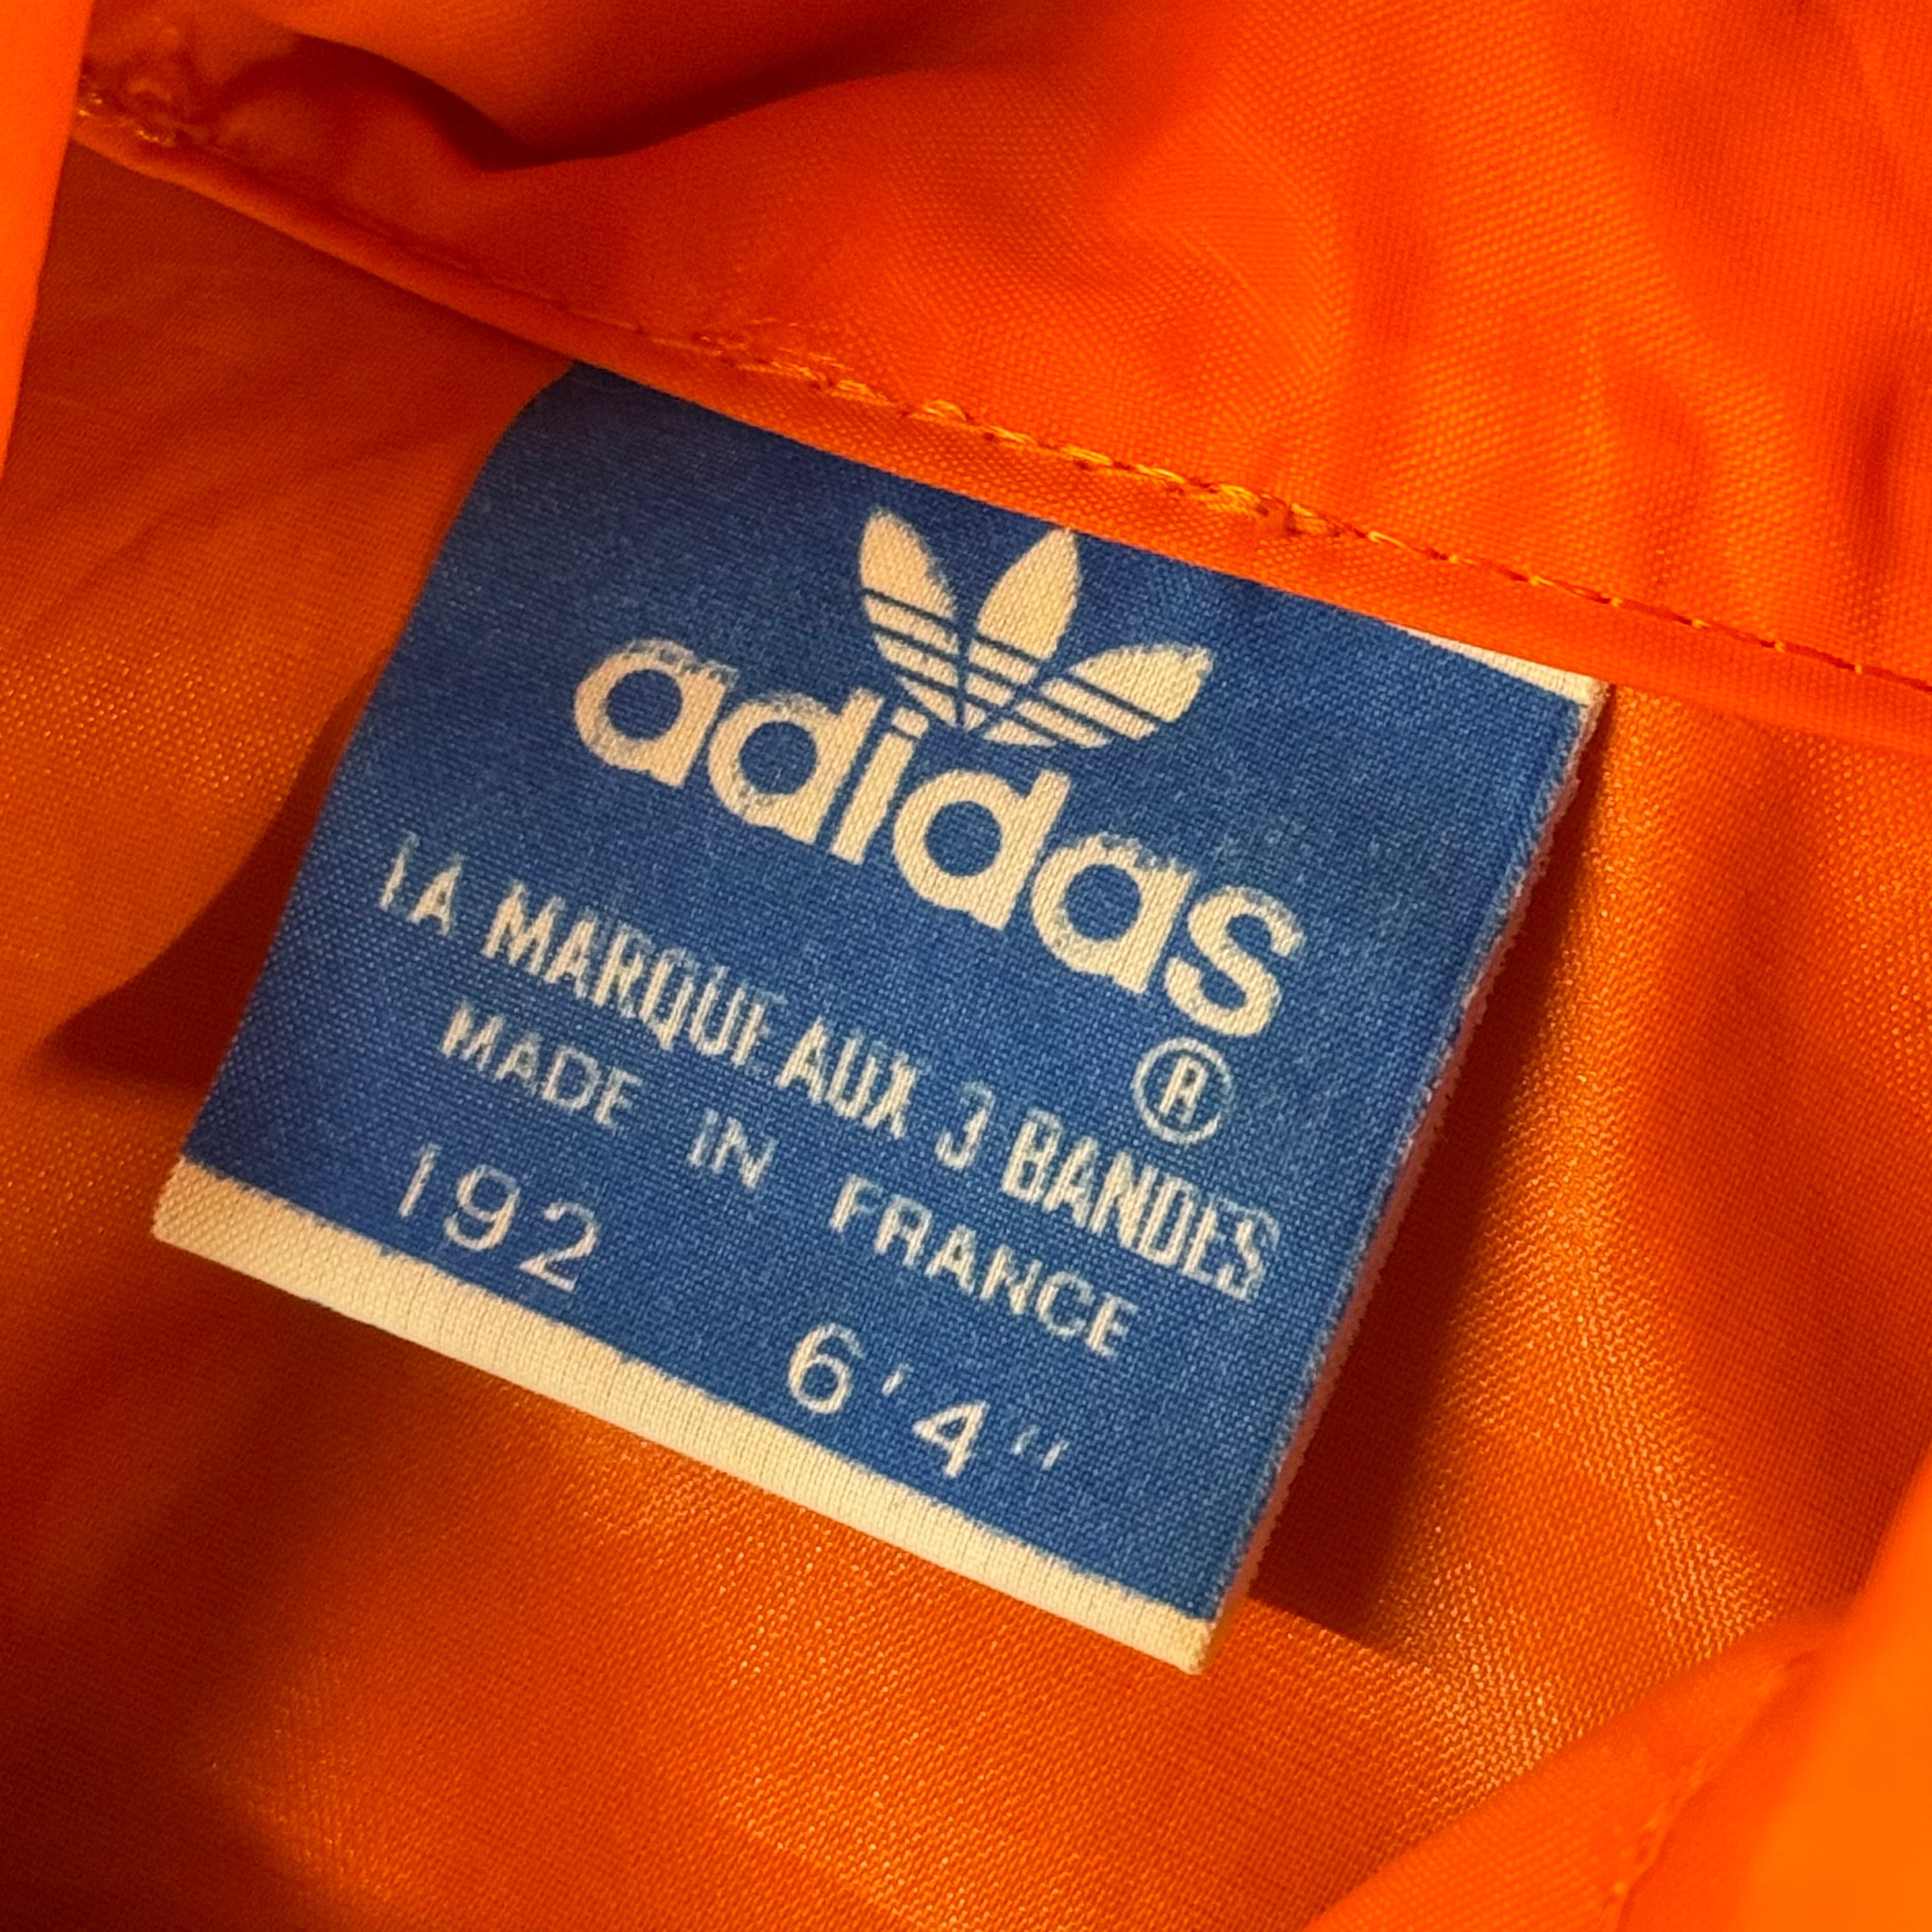 adidas
®
LA MARQUE AUX 3 BANDES
MADE IN FRANCE
192 6'4"